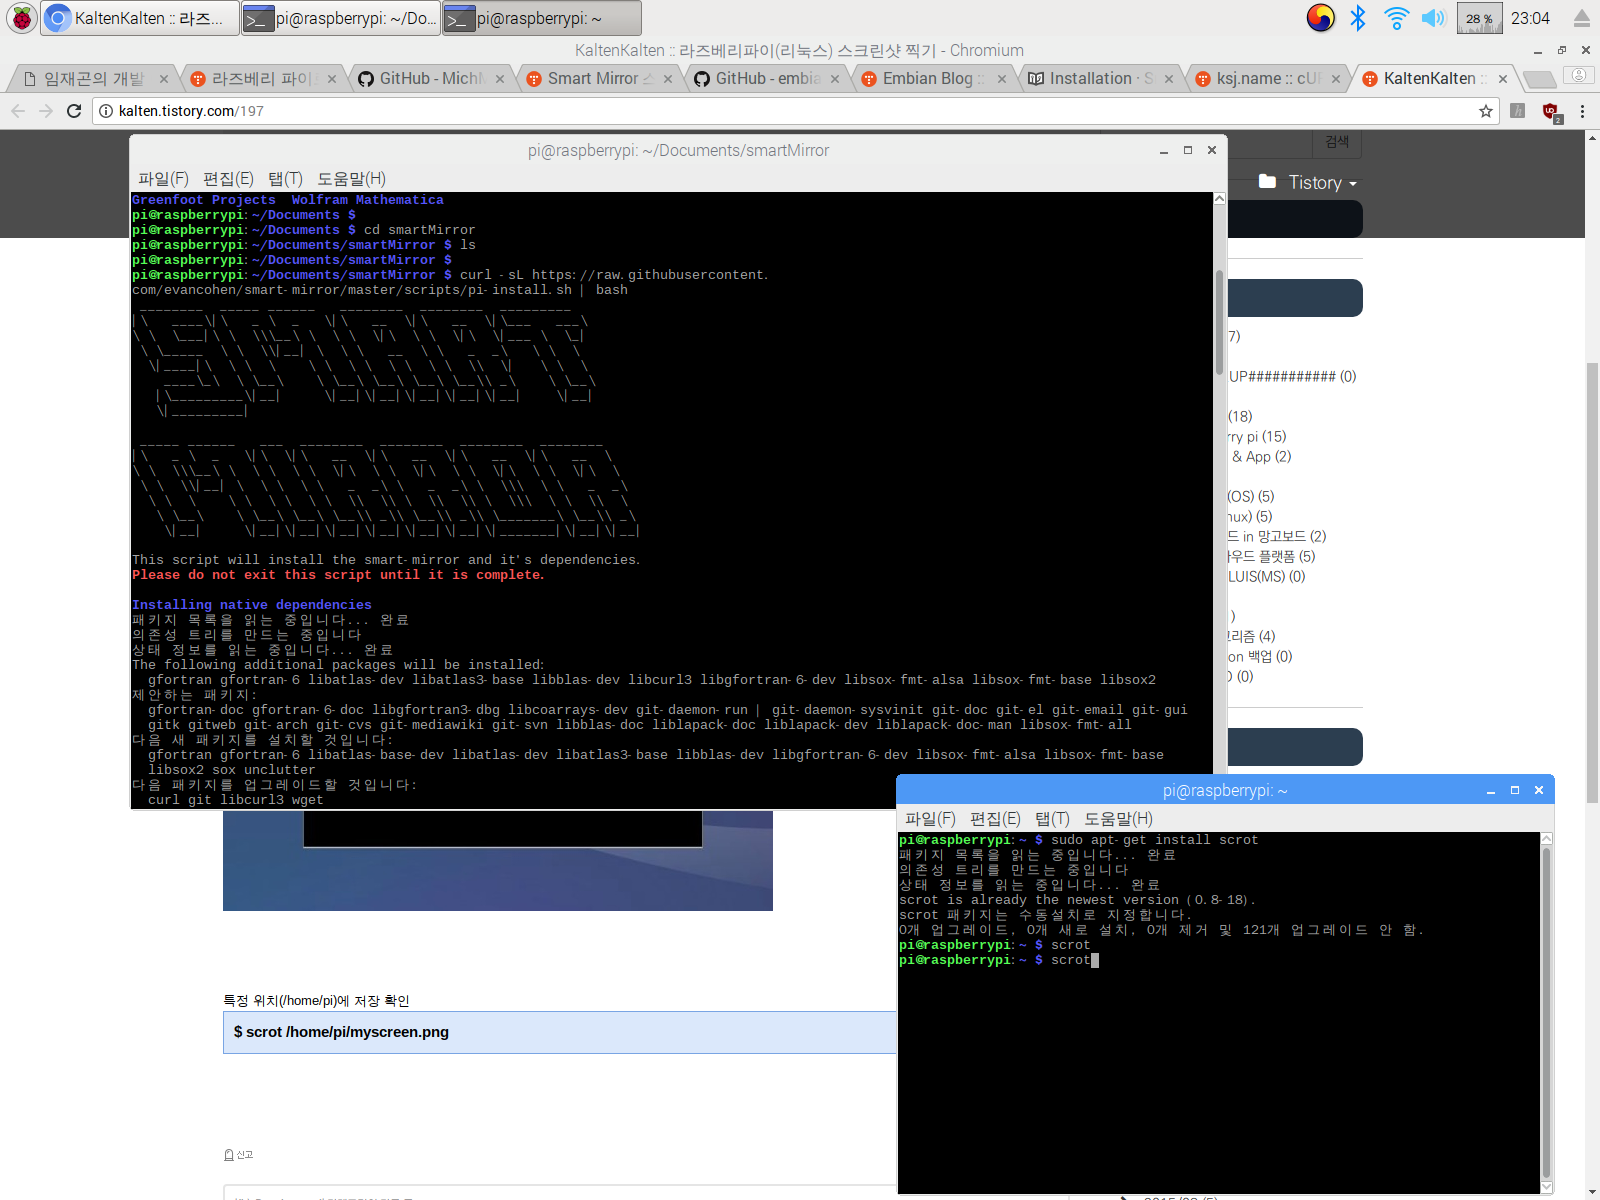 KaltenKalten :: 라즈...
pi@raspberrypi: ~/Do...
pi@raspberrypi: ~
28 %
23:04
KaltenKalten :: 라즈베리파이(리눅스) 스크린샷 찍기 - Chromium
임재곤의 개발
라즈베리 파이
GitHub - MichM
Smart Mirror 스
GitHub - embia
Embian Blog ::
Installation · S
ksj.name :: cUR
KaltenKalten ::
kalten.tistory.com/197
검색
Tistory
pi@raspberrypi: ~/Documents/smartMirror
파일(F) 편집(E) 탭(T) 도움말(H)
Greenfoot Projects  Wolfram Mathematica
pi@raspberrypi:~/Documents $
pi@raspberrypi:~/Documents $ cd smartMirror
pi@raspberrypi:~/Documents/smartMirror $ ls
pi@raspberrypi:~/Documents/smartMirror $
pi@raspberrypi:~/Documents/smartMirror $ curl -sL https://raw.githubusercontent.
com/evancohen/smart-mirror/master/scripts/pi-install.sh | bash
SMART
MIRROR
This script will install the smart-mirror and it's dependencies.
Please do not exit this script until it is complete.
Installing native dependencies
패키지 목록을 읽는 중입니다... 완료
의존성 트리를 만드는 중입니다
상태 정보를 읽는 중입니다... 완료
The following additional packages will be installed:
gfortran gfortran-6 libatlas-dev libatlas3-base libblas-dev libcurl3 libgfortran-6-dev libsox-fmt-alsa libsox-fmt-base libsox2
제안하는 패키지:
gfortran-doc gfortran-6-doc libgfortran3-dbg libcoarrays-dev git-daemon-run | git-daemon-sysvinit git-doc git-el git-email git-gui
gitk gitweb git-arch git-cvs git-mediawiki git-svn libblas-doc liblapack-doc liblapack-dev liblapack-doc-man libsox-fmt-all
다음 새 패키지를 설치할 것입니다:
gfortran gfortran-6 libatlas-base-dev libatlas-dev libatlas3-base libblas-dev libgfortran-6-dev libsox-fmt-alsa libsox-fmt-base
libsox2 sox unclutter
다음 패키지를 업그레이드할 것입니다:
curl git libcurl3 wget
7)
UP########### (0)
(18)
rry pi (15)
& App (2)
(OS) (5)
nux) (5)
드 in 망고보드 (2)
우드 플랫폼 (5)
LUIS(MS) (0)
)
리즘 (4)
on 백업 (0)
(0)
pi@raspberrypi: ~
파일(F) 편집(E) 탭(T) 도움말(H)
pi@raspberrypi:~ $ sudo apt-get install scrot
패키지 목록을 읽는 중입니다... 완료
의존성 트리를 만드는 중입니다
상태 정보를 읽는 중입니다... 완료
scrot is already the newest version (0.8-18).
scrot 패키지는 수동설치로 지정합니다.
0개 업그레이드, 0개 새로 설치, 0개 제거 및 121개 업그레이드 안 함.
pi@raspberrypi:~ $ scrot
pi@raspberrypi:~ $ scrot
특정 위치(/home/pi)에 저장 확인
$ scrot /home/pi/myscreen.png
신고